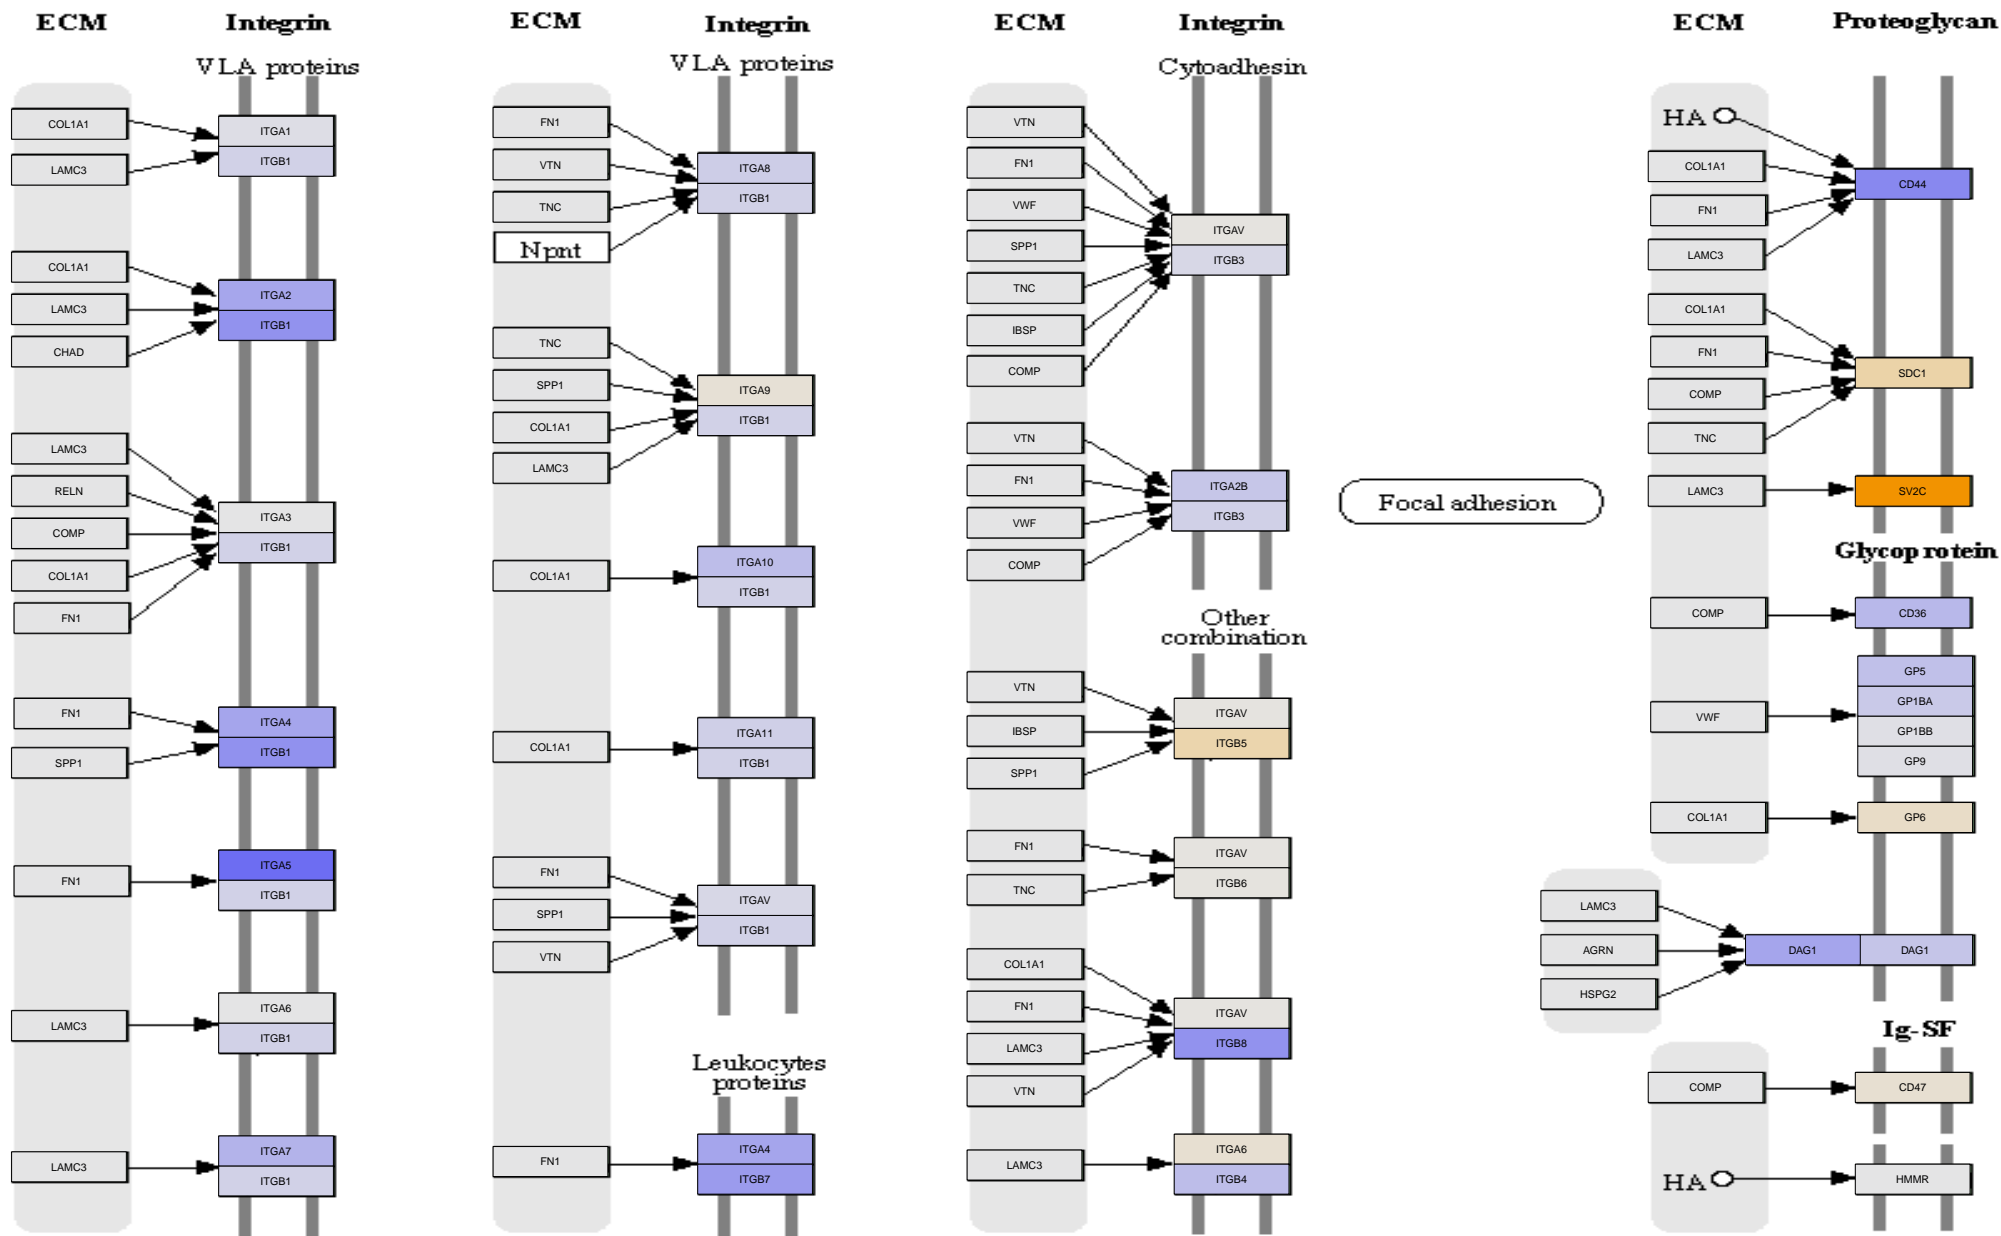 ECM Integrin
VLA proteins
COL1A1
LAMC3
ITGA1
ITGB1
COL1A1
LAMC3
CHAD
ITGA2
ITGB1
LAMC3
RELN
COMP
COL1A1
FN1
ITGA3
ITGB1
FN1
SPP1
ITGA4
ITGB1
FN1
ITGA5
ITGB1
LAMC3
ITGA6
ITGB1
LAMC3
ITGA7
ITGB1
ECM Integrin
VLA proteins
FN1
VTN
TNC
Npnt
ITGA8
ITGB1
TNC
SPP1
COL1A1
LAMC3
ITGA9
ITGB1
COL1A1
ITGA10
ITGB1
COL1A1
ITGA11
ITGB1
FN1
SPP1
VTN
ITGAV
ITGB1
Leukocytes
proteins
FN1
ITGA4
ITGB7
ECM Integrin
Cytoadhesin
VTN
FN1
VWF
SPP1
TNC
IBSP
COMP
ITGAV
ITGB3
VTN
FN1
VWF
COMP
ITGA2B
ITGB3
Other
combination
VTN
IBSP
SPP1
ITGAV
ITGB5
FN1
TNC
ITGAV
ITGB6
COL1A1
FN1
LAMC3
VTN
ITGAV
ITGB8
LAMC3
ITGA6
ITGB4
Focal adhesion
ECM Proteoglycan
HA
COL1A1
FN1
LAMC3
CD44
COL1A1
FN1
COMP
TNC
SDC1
LAMC3
SV2C
Glycoprotein
COMP
CD36
VWF
GP5
GP1BA
GP1BB
GP9
COL1A1
GP6
LAMC3
AGRN
HSPG2
DAG1 DAG1
Ig-SF
COMP
CD47
HA
HMMR